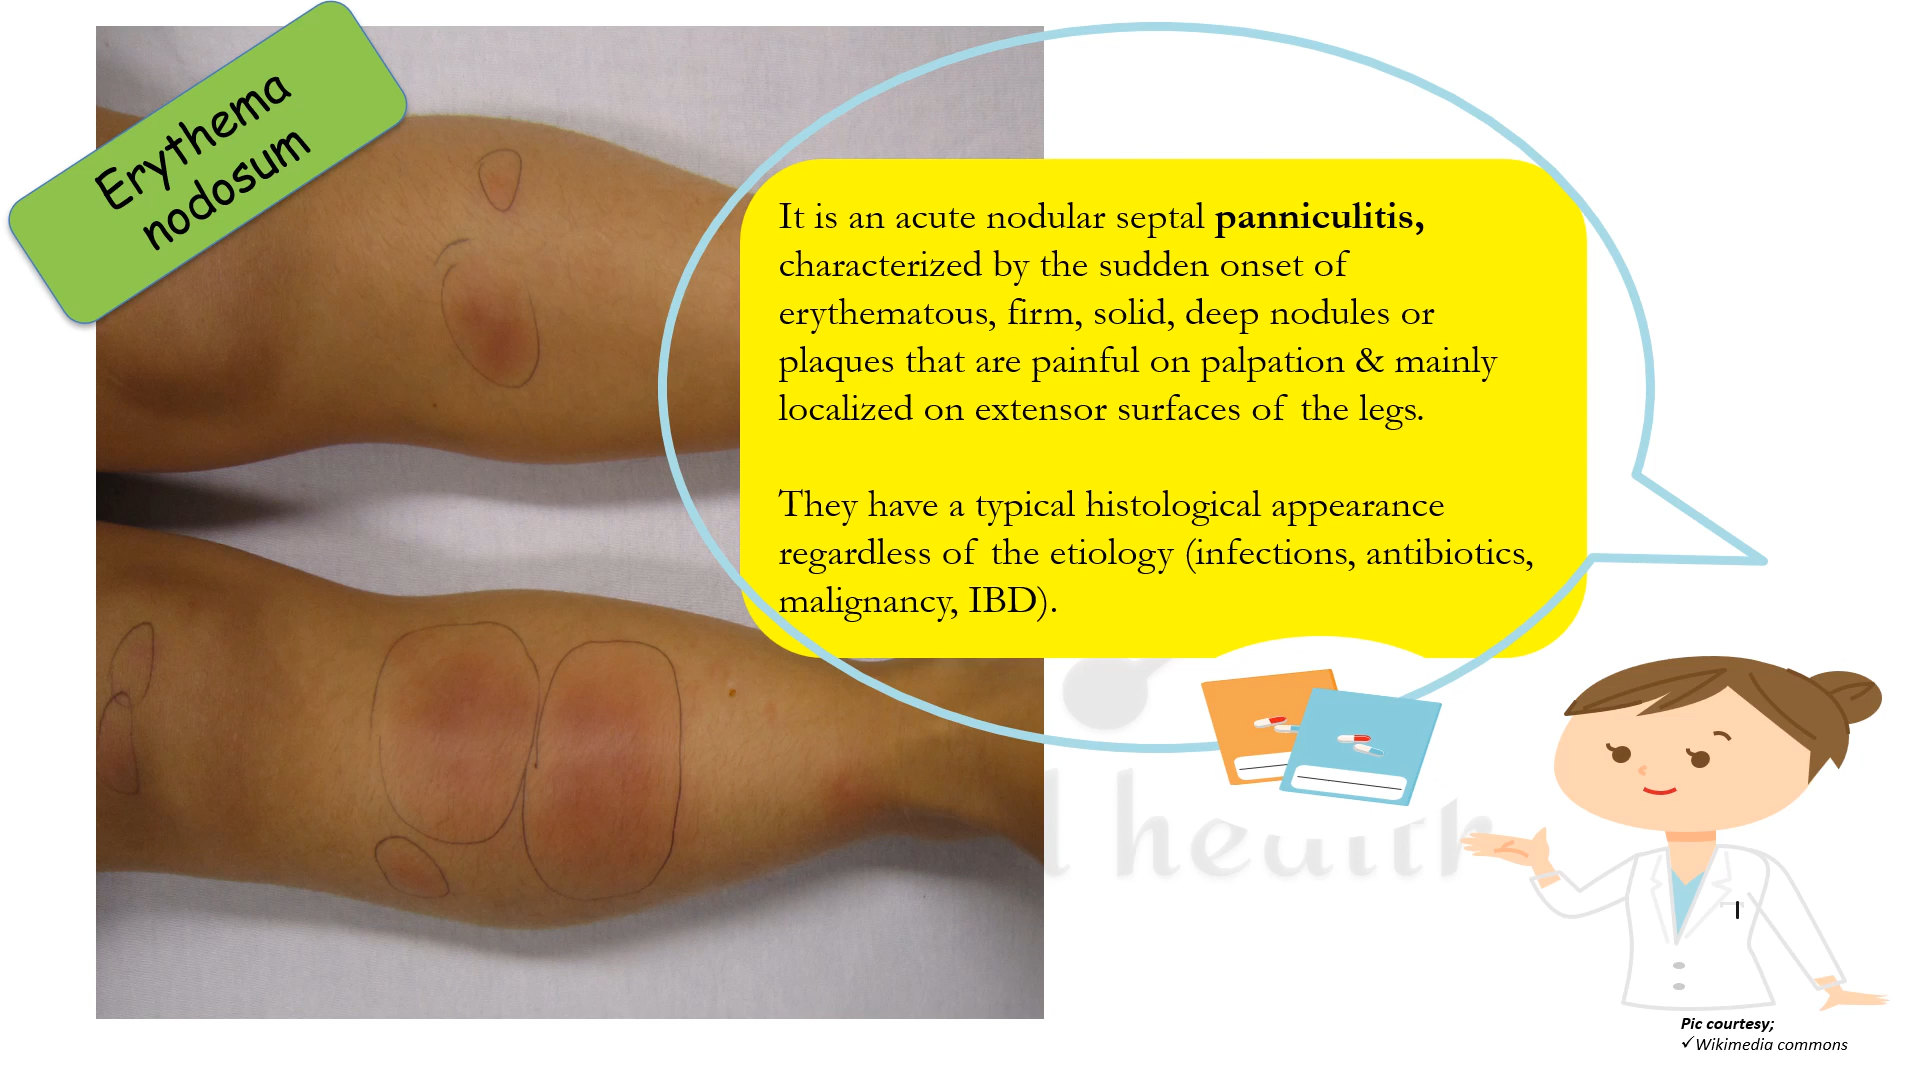 Erythema
nodosum
It is an acute nodular septal panniculitis,
characterized by the sudden onset of
erythematous, firm, solid, deep nodules or
plaques that are painful on palpation & mainly
localized on extensor surfaces of the legs.
They have a typical histological appearance
regardless of the etiology (infections, antibiotics,
malignancy, IBD).
l health
Pic courtesy;
✓Wikimedia commons